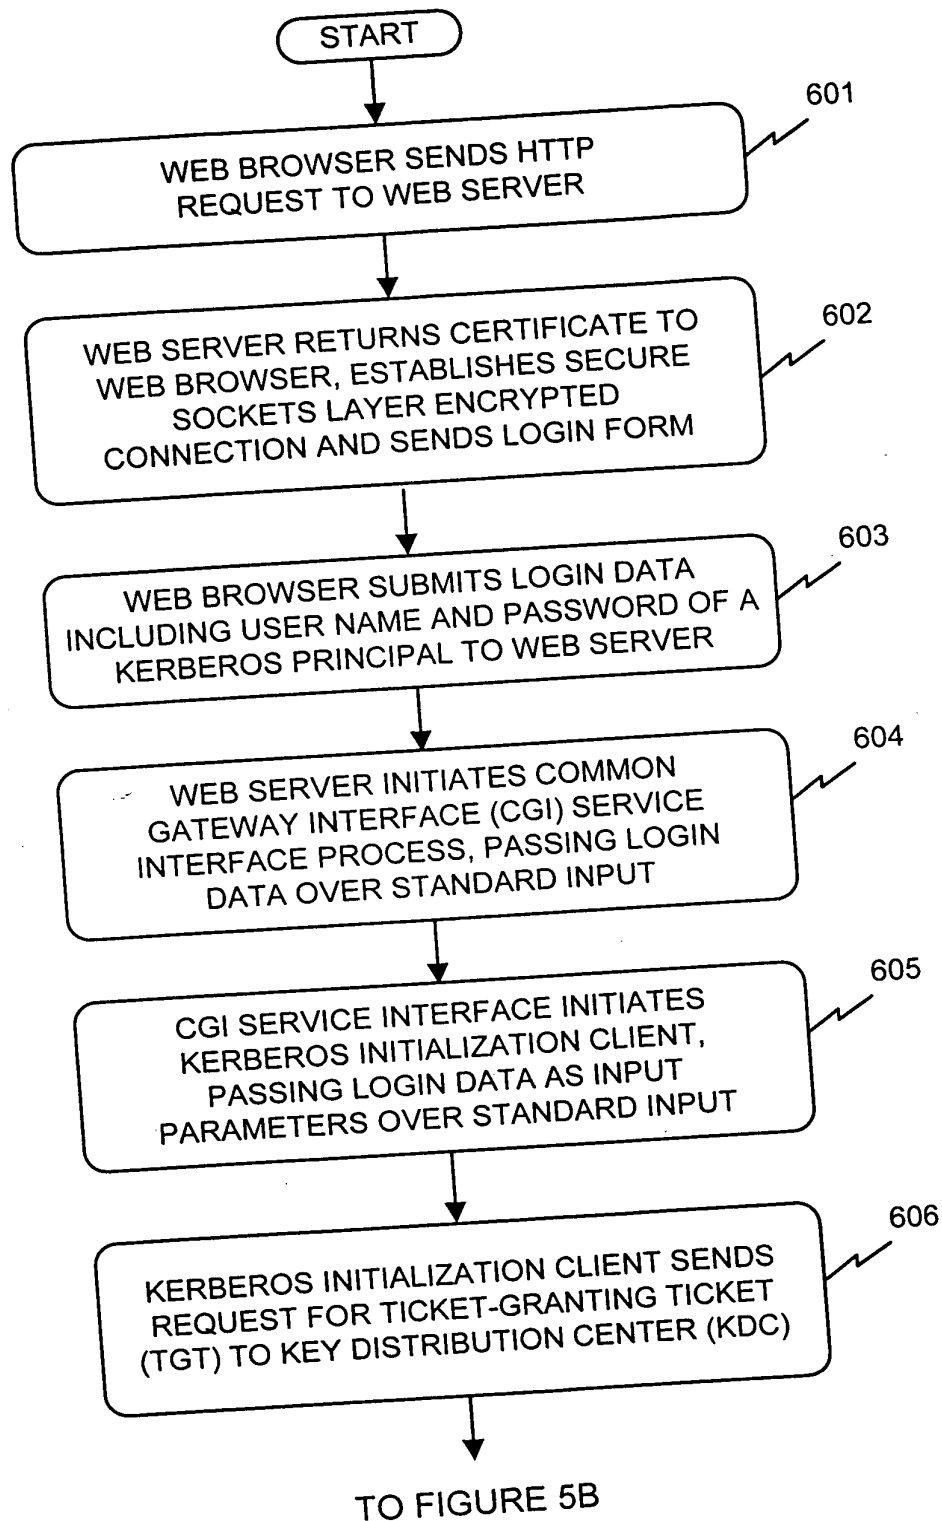 START
601
WEB BROWSER SENDS HTTP
REQUEST TO WEB SERVER
602
WEB SERVER RETURNS CERTIFICATE TO
WEB BROWSER, ESTABLISHES SECURE
SOCKETS LAYER ENCRYPTED
CONNECTION AND SENDS LOGIN FORM
603
WEB BROWSER SUBMITS LOGIN DATA
INCLUDING USER NAME AND PASSWORD OF A
KERBEROS PRINCIPAL TO WEB SERVER
604
WEB SERVER INITIATES COMMON
GATEWAY INTERFACE (CGI) SERVICE
INTERFACE PROCESS, PASSING LOGIN
DATA OVER STANDARD INPUT
605
CGI SERVICE INTERFACE INITIATES
KERBEROS INITIALIZATION CLIENT,
PASSING LOGIN DATA AS INPUT
PARAMETERS OVER STANDARD INPUT
606
KERBEROS INITIALIZATION CLIENT SENDS
REQUEST FOR TICKET-GRANTING TICKET
(TGT) TO KEY DISTRIBUTION CENTER (KDC)
TO FIGURE 5B